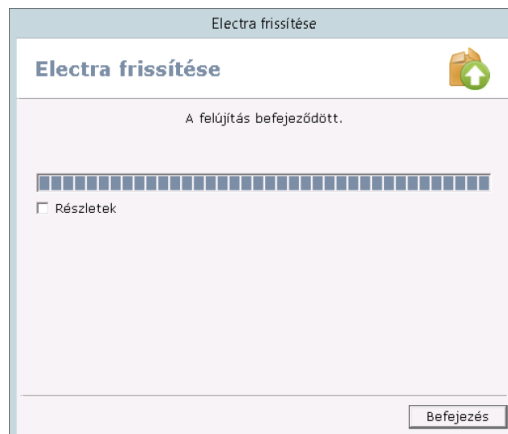 Electra frissítése
Electra frissítése
A felújítás befejeződött.
Részletek
Befejezés